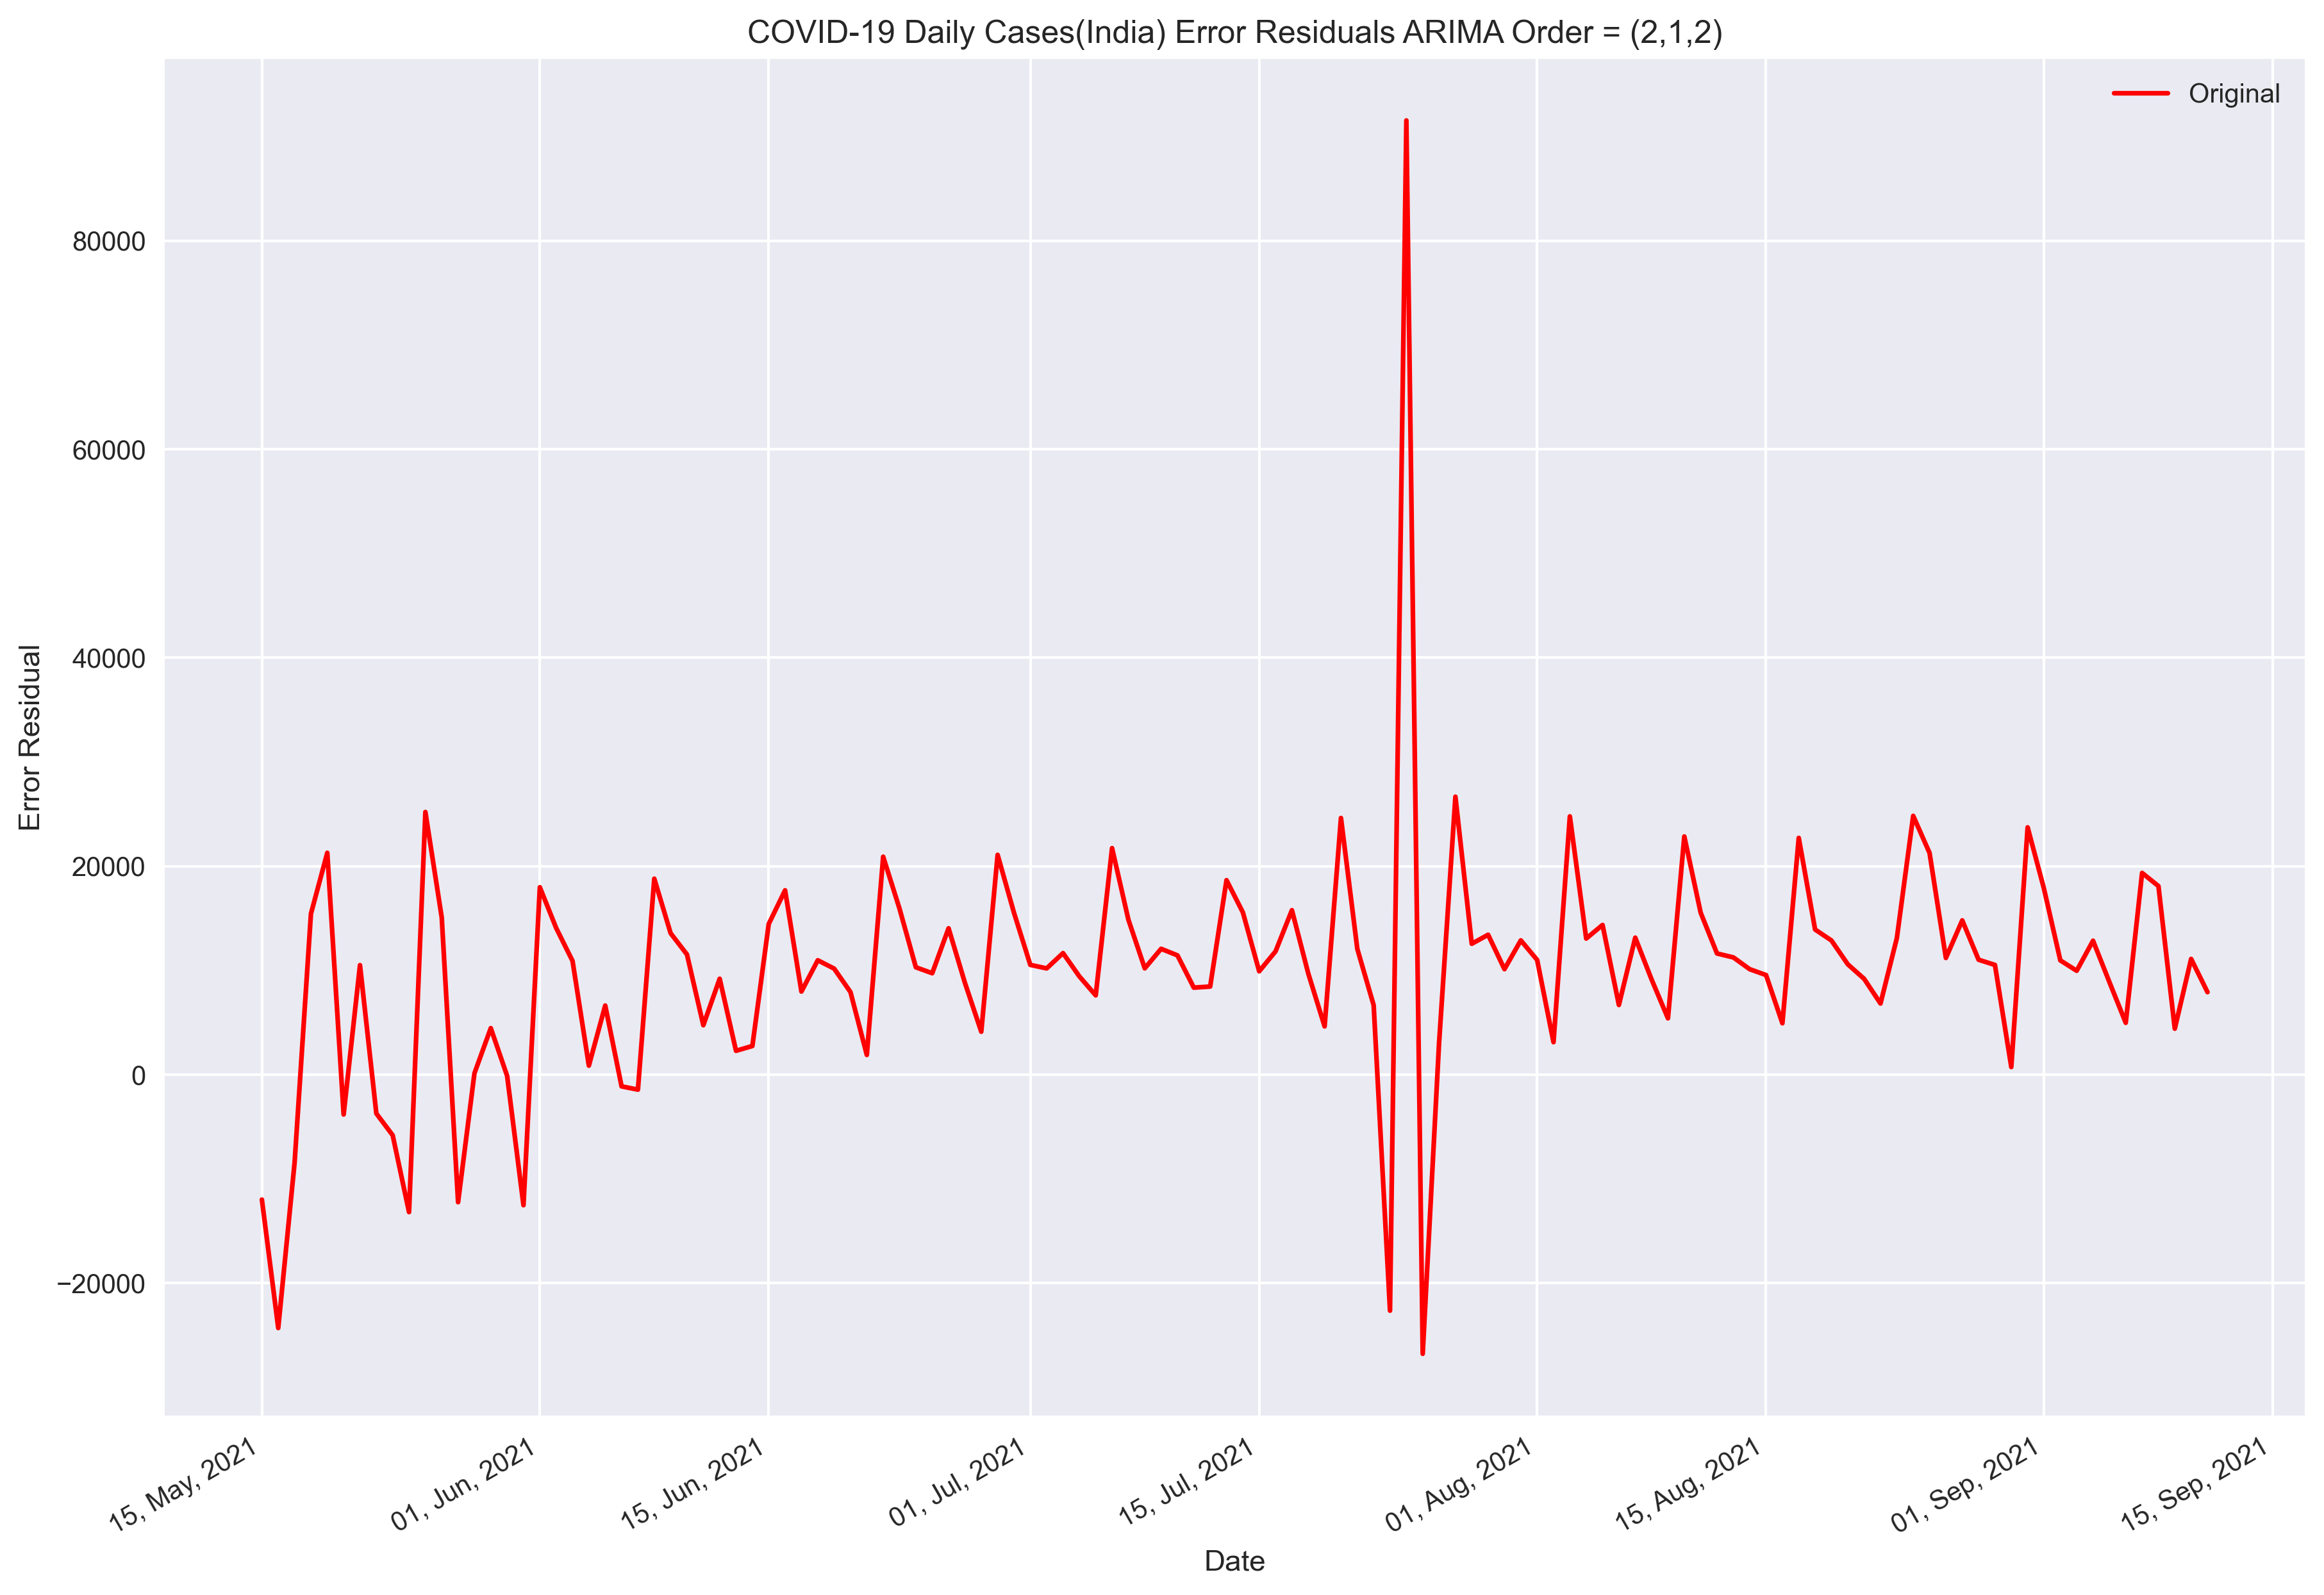 COVID-19 Daily Cases(India) Error Residuals ARIMA Order = (2,1,2)
Original
80000
60000
40000
20000
0
−20000
Error Residual
15, May, 2021
01, Jun, 2021
15, Jun, 2021
01, Jul, 2021
15, Jul, 2021
01, Aug, 2021
15, Aug, 2021
01, Sep, 2021
15, Sep, 2021
Date